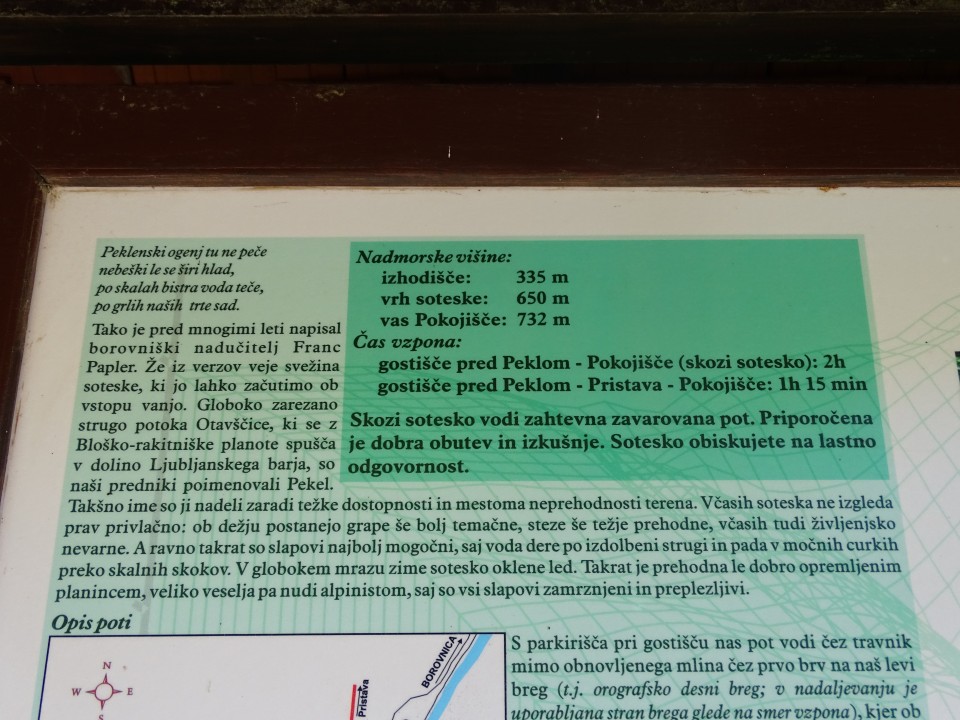 Peklenski ogenj tu ne peče
nebeški le se širi hlad,
po skalah bistra voda teče,
po grlih naših trte sad.
Tako je pred mnogimi leti napisal
borovniški nadučitelj Franc
Papler. Že iz verzov veje svežina
soteske, ki jo lahko začutimo ob
vstopu vanjo. Globoko zarezano
strugo potoka Otavščice, ki se z
Bloško-rakitniške planote spušča
v dolino Ljubljanskega barja, so
naši predniki poimenovali Pekel.
Nadmorske višine:
izhodišče: 335 m
vrh soteske: 650 m
vas Pokojišče: 732 m
Čas vzpona:
gostišče pred Peklom - Pokojišče (skozi sotesko): 2h
gostišče pred Peklom - Pristava - Pokojišče: 1h 15 min
Skozi sotesko vodi zahtevna zavarovana pot. Priporočena
je dobra obutev in izkušnje. Sotesko obiskujete na lastno
odgovornost.
Takšno ime so ji nadeli zaradi težke dostopnosti in mestoma neprehodnosti terena. Včasih soteska ne izgleda
prav privlačno: ob dežju postanejo grape še bolj temačne, steze še težje prehodne, včasih tudi življenjsko
nevarne. A ravno takrat so slapovi najbolj mogočni, saj voda dere po izdolbeni strugi in pada v močnih curkih
preko skalnih skokov. V globokem mrazu zime sotesko oklene led. Takrat je prehodna le dobro opremljenim
planincem, veliko veselja pa nudi alpinistom, saj so vsi slapovi zamrznjeni in preplezljivi.
Opis poti
N
W E
S
BOROVNICA
Pristava
S parkirišča pri gostišču nas pot vodi čez travnik
mimo obnovljenega mlina čez prvo brv na naš levi
breg (t.j. orografsko desni breg; v nadaljevanju je
uporabljana stran brega glede na smer vzpona), kjer ob